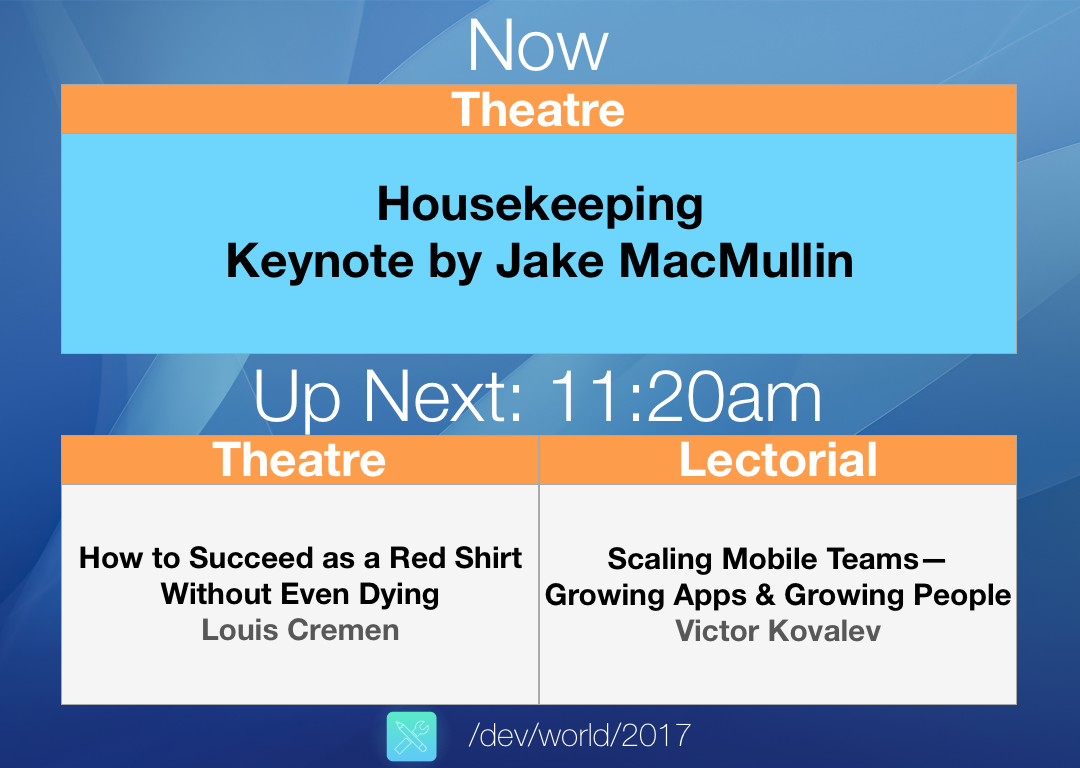 Now
Theatre
Housekeeping
Keynote by Jake MacMullin
Up Next: 11:20am
Theatre
Lectorial
How to Succeed as a Red Shirt
Without Even Dying
Louis Cremen
Scaling Mobile Teams—
Growing Apps & Growing People
Victor Kovalev
/dev/world/2017